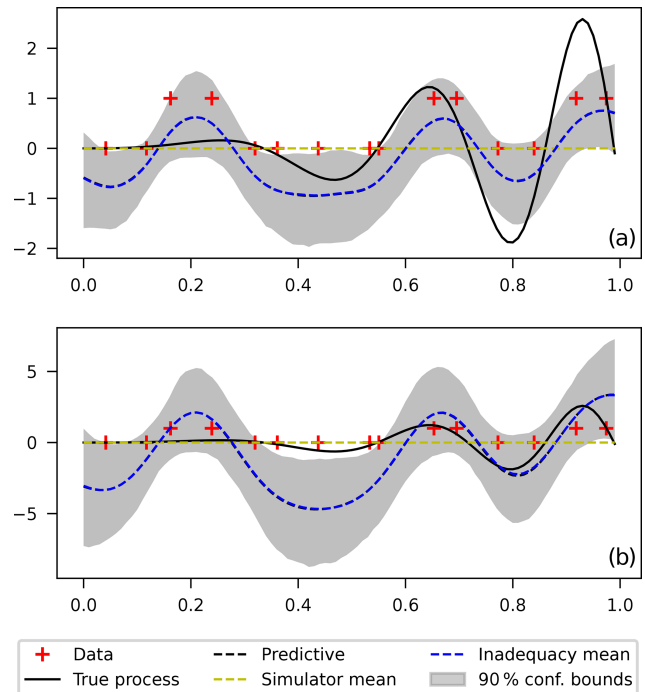 2
1
0
−1
−2
(a)
0.0 0.2 0.4 0.6 0.8 1.0
5
0
−5
(b)
0.0 0.2 0.4 0.6 0.8 1.0
Data Predictive Inadequacy mean
True process Simulator mean 90 % conf. bounds